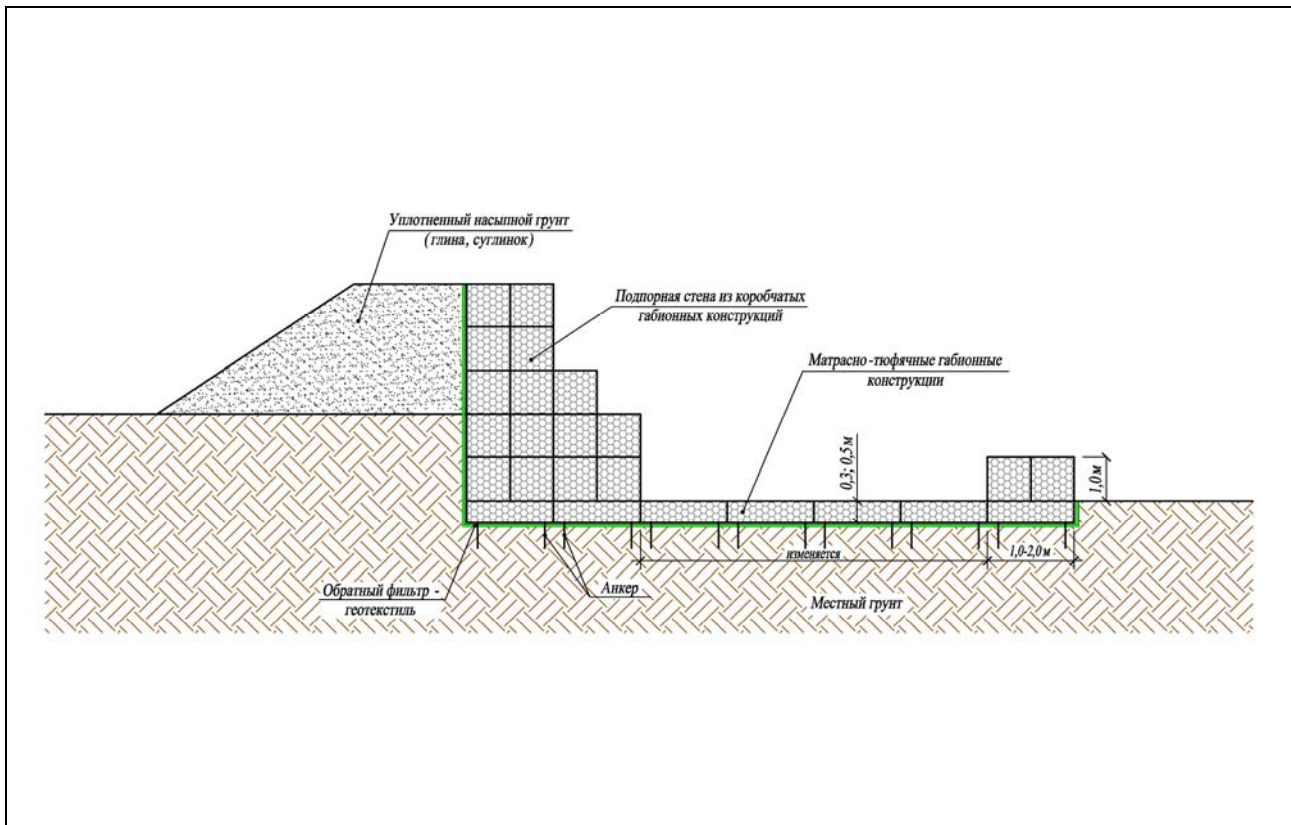 Уплотненный насыпной грунт
(глина, суглинок)
Подпорная стена из коробчатых
габионных конструкций
Матрасно-тюфячные габионные
конструкции
0,3; 0,5 м
1,0 м
изменяется
1,0-2,0 м
Обратный фильтр -
геотекстиль
Анкер
Местный грунт